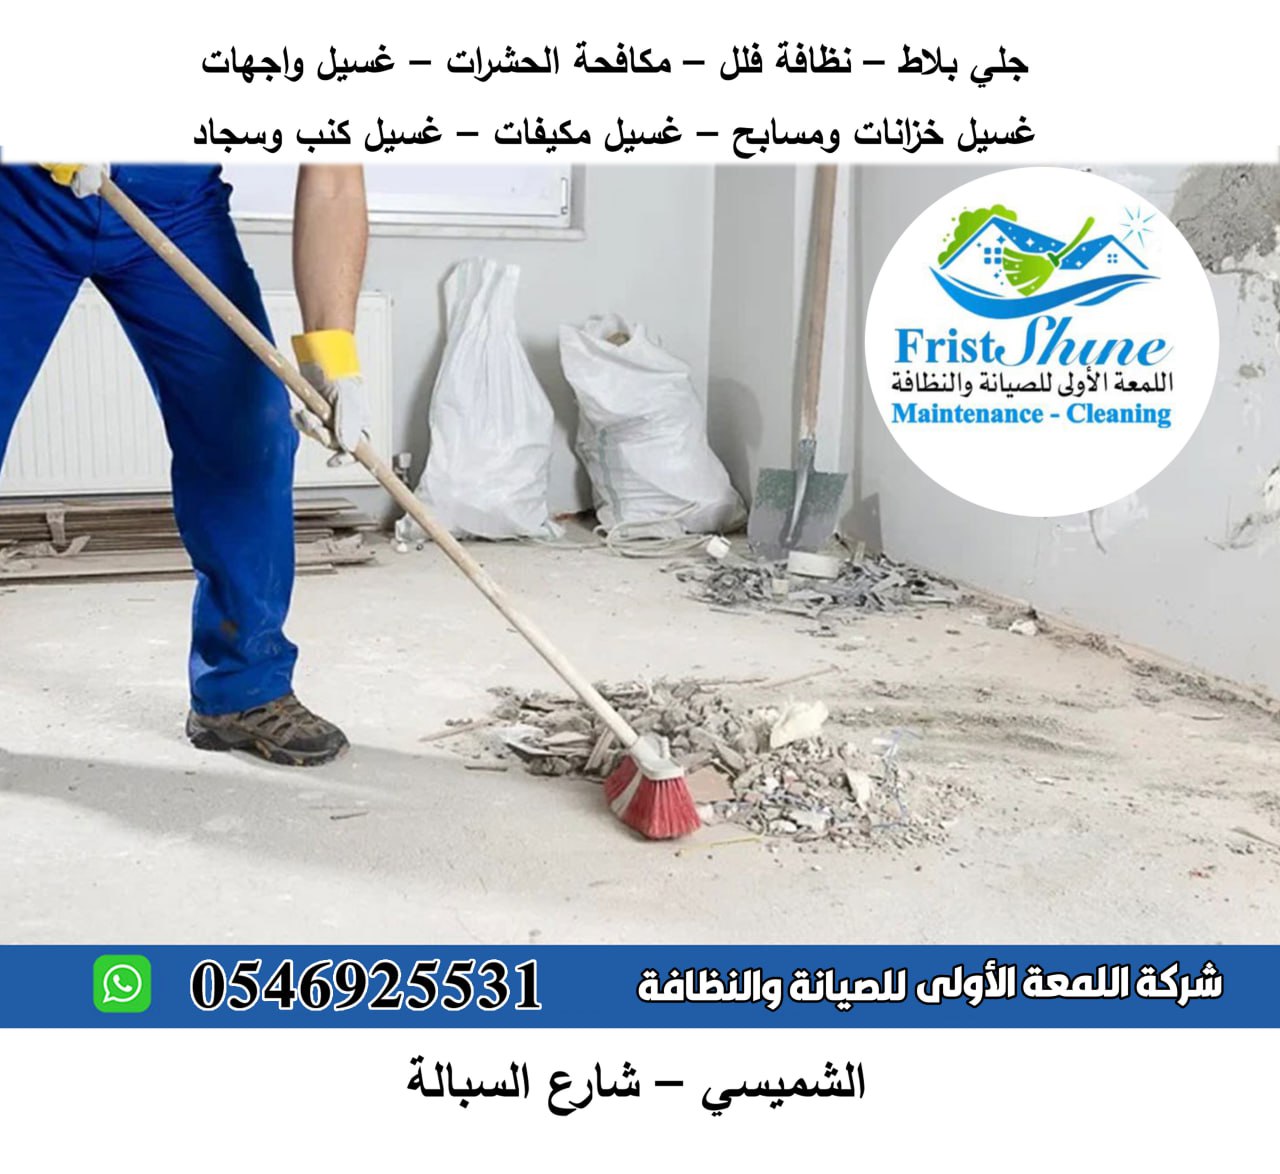 جلي بلاط – نظافة فلل – مكافحة الحشرات – غسيل واجهات
غسيل خزانات ومسابح – غسيل مكيفات – غسيل كنب وسجاد
Frist Shine
اللمعة الأولى للصيانة والنظافة
Maintenance - Cleaning
شركة اللمعة الأولى للصيانة والنظافة 0546925531
الشميسي – شارع السبالة